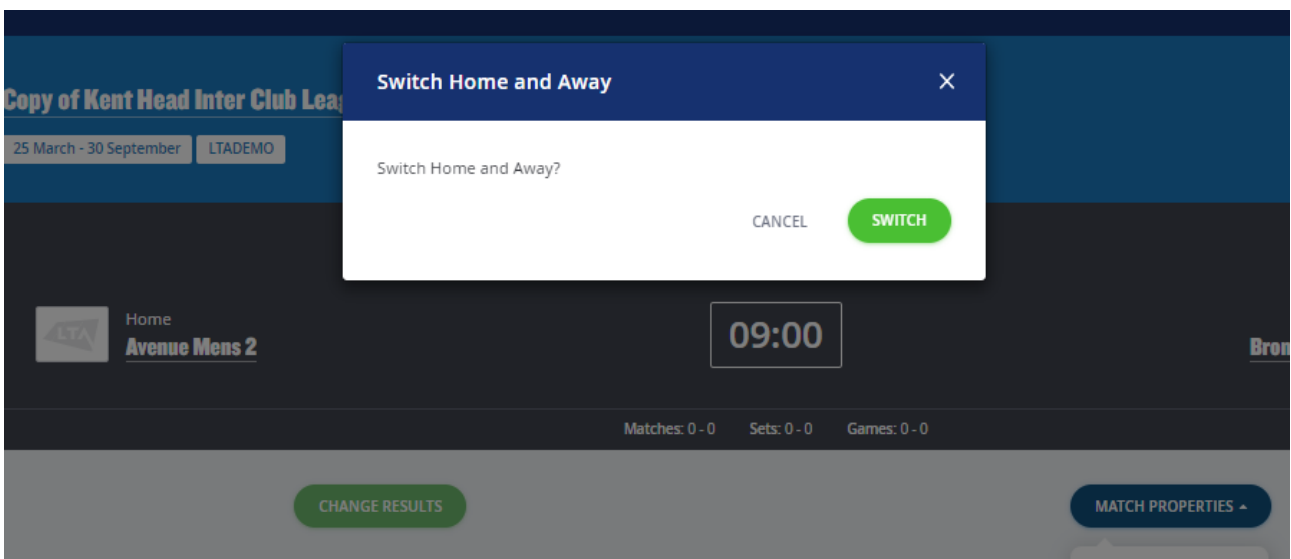 Switch Home and Away
Copy of Kent Head Inter Club Lea
25 March - 30 September LTADEMO
Switch Home and Away?
CANCEL SWITCH
LTA
Home
Avenue Mens 2
09:00
Matches: 0 - 0 Sets: 0 - 0 Games: 0 - 0
CHANGE RESULTS
MATCH PROPERTIES